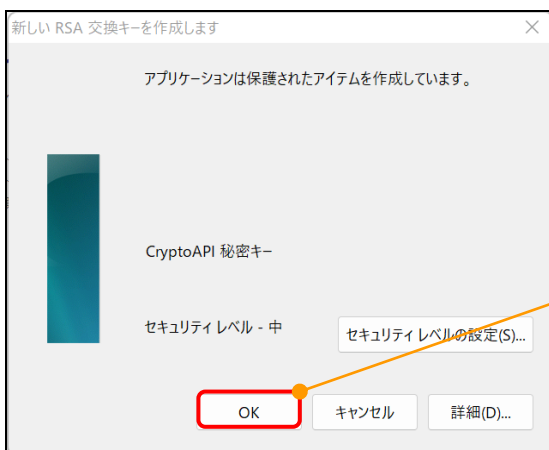 新しい RSA 交換キーを作成します
アプリケーションは保護されたアイテムを作成しています。
CryptoAPI 秘密キー
セキュリティ レベル - 中
セキュリティ レベルの設定(S)...
OK
キャンセル
詳細(D)...